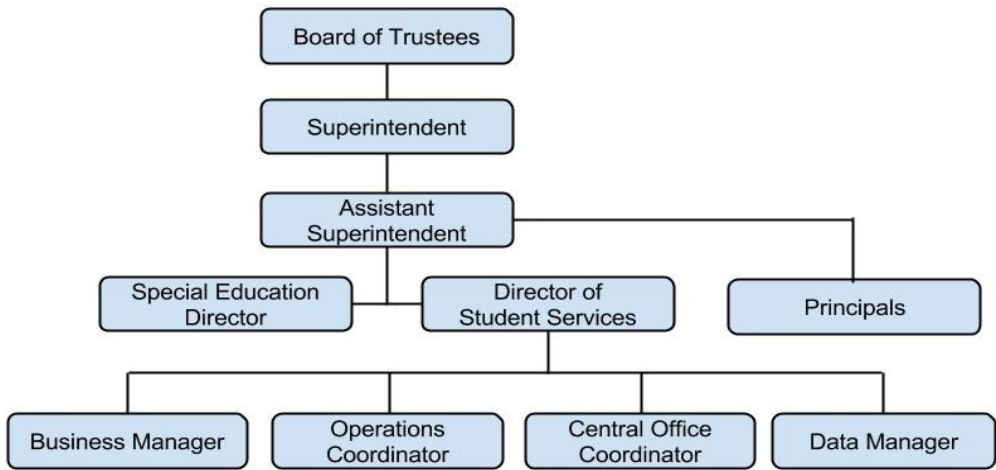 Board of Trustees
Superintendent
Assistant
Superintendent
Special Education
Director
Director of
Student Services
Principals
Business Manager
Operations
Coordinator
Central Office
Coordinator
Data Manager